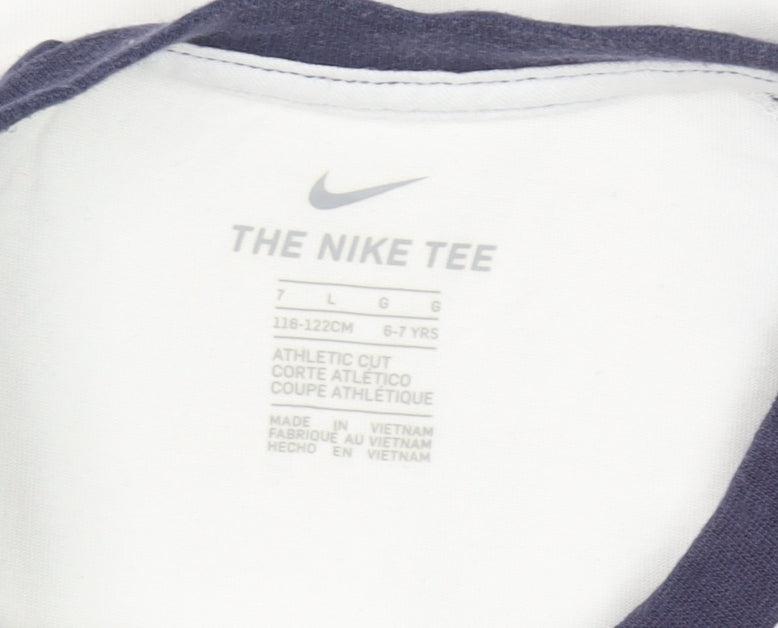 THE NIKE TEE
7 L G G
116-122CM 6-7 YRS
ATHLETIC CUT
CORTE ATLÉTICO
COUPE ATHLÉTIQUE
MADE IN VIETNAM
FABRIQUÉ AU VIETNAM
HECHO EN VIETNAM